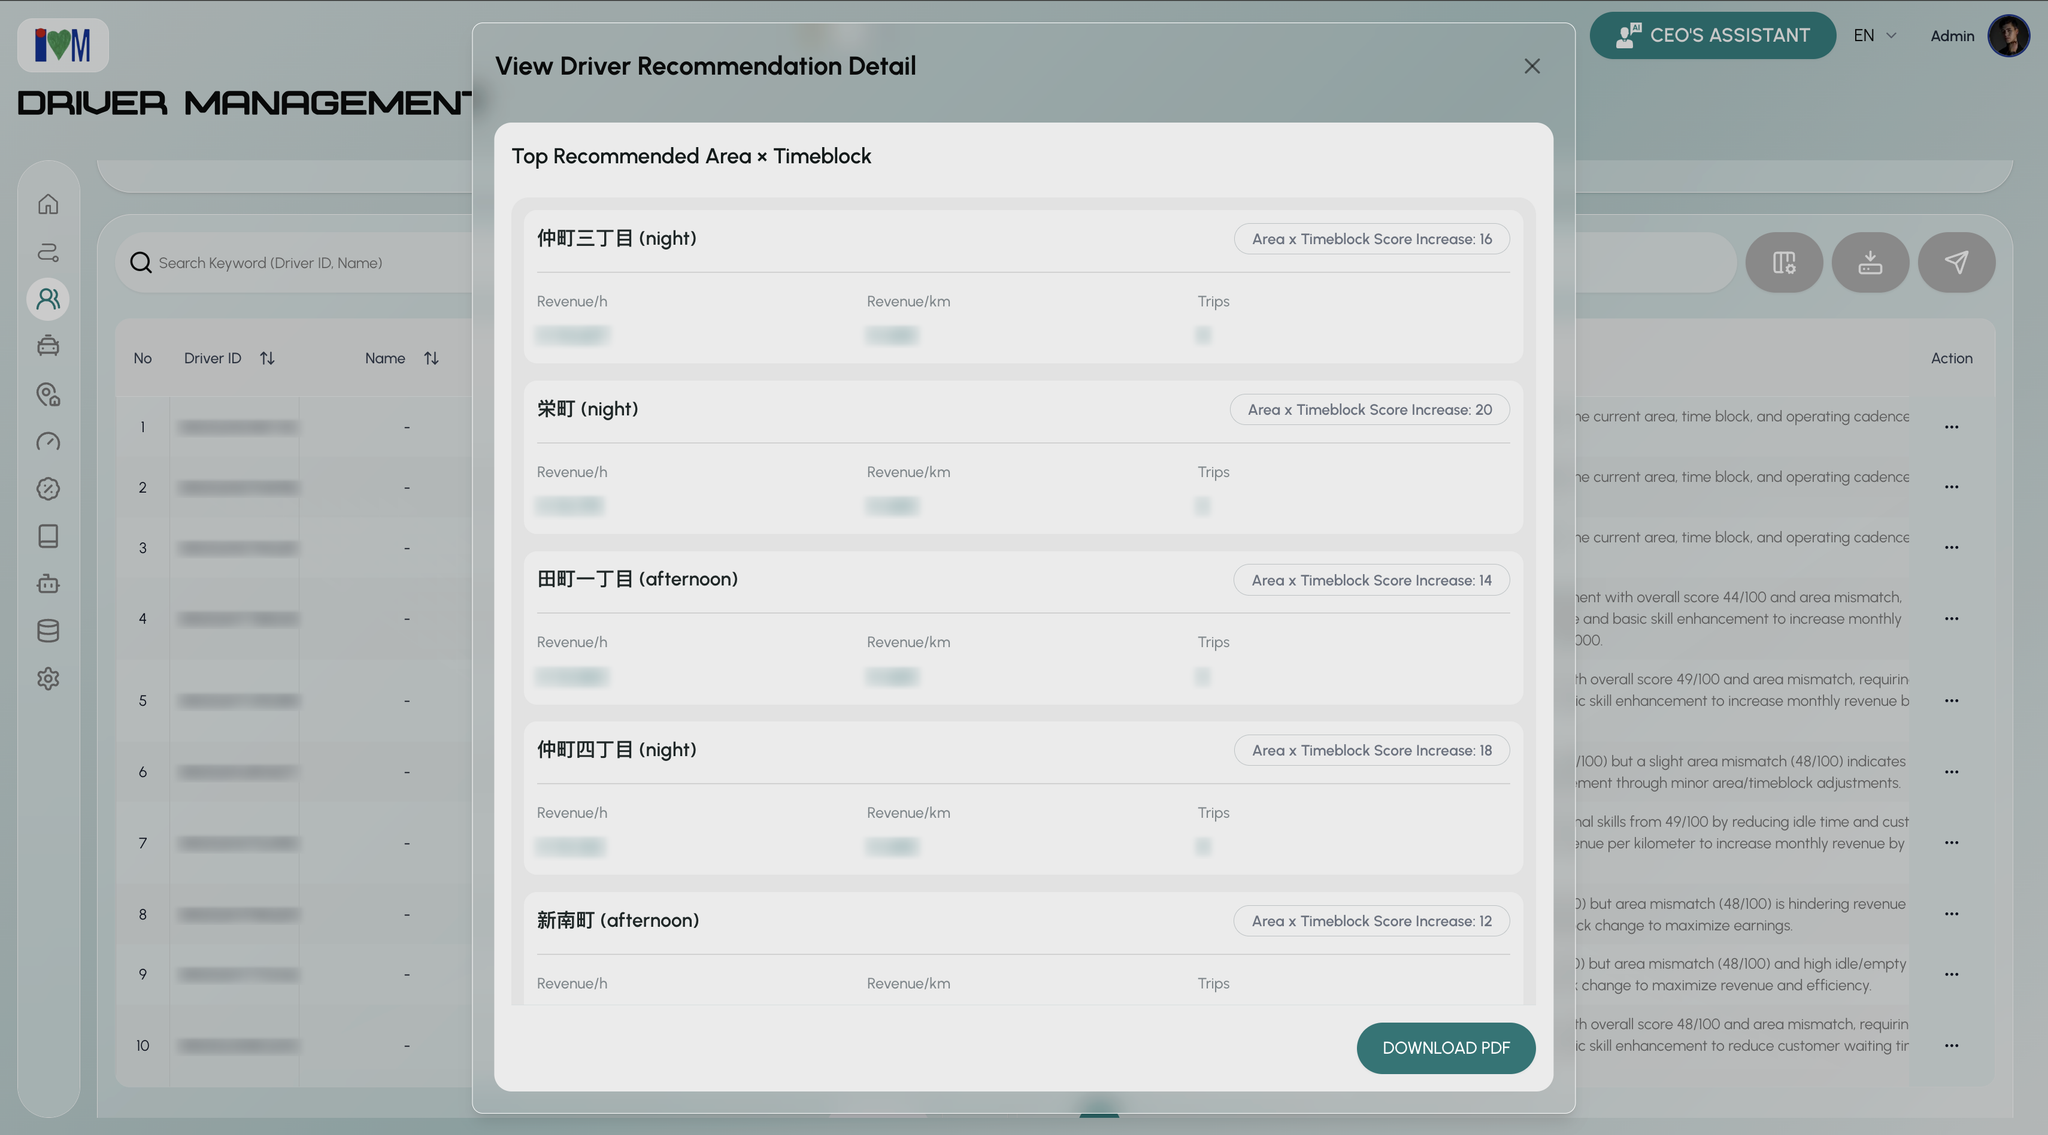 I M
CEO'S ASSISTANT
AI
EN
Admin
DRIVER MANAGEMENT
View Driver Recommendation Detail
Top Recommended Area × Timeblock
仲町三丁目 (night)
Area x Timeblock Score Increase: 16
Revenue/h Revenue/km Trips
栄町 (night)
Area x Timeblock Score Increase: 20
Revenue/h Revenue/km Trips
田町一丁目 (afternoon)
Area x Timeblock Score Increase: 14
Revenue/h Revenue/km Trips
仲町四丁目 (night)
Area x Timeblock Score Increase: 18
Revenue/h Revenue/km Trips
新南町 (afternoon)
Area x Timeblock Score Increase: 12
Revenue/h Revenue/km Trips
DOWNLOAD PDF
Search Keyword (Driver ID, Name)
No Driver ID Name Action
1 - current area, time block, and operating cadence ...
2 - current area, time block, and operating cadence ...
3 - current area, time block, and operating cadence ...
4 - with overall score 44/100 and area mismatch, ...
and basic skill enhancement to increase monthly
000.
5 - overall score 49/100 and area mismatch, ...
skill enhancement to increase monthly revenue
6 - /100) but a slight area mismatch (48/100) indicates ...
through minor area/timeblock adjustments.
7 - skills from 49/100 by reducing idle time and ...
per kilometer to increase monthly revenue by
8 - ) but area mismatch (48/100) is hindering revenue ...
change to maximize earnings.
9 - ) but area mismatch (48/100) and high idle/empty ...
change to maximize revenue and efficiency.
10 - overall score 48/100 and area mismatch, ...
skill enhancement to reduce customer waiting